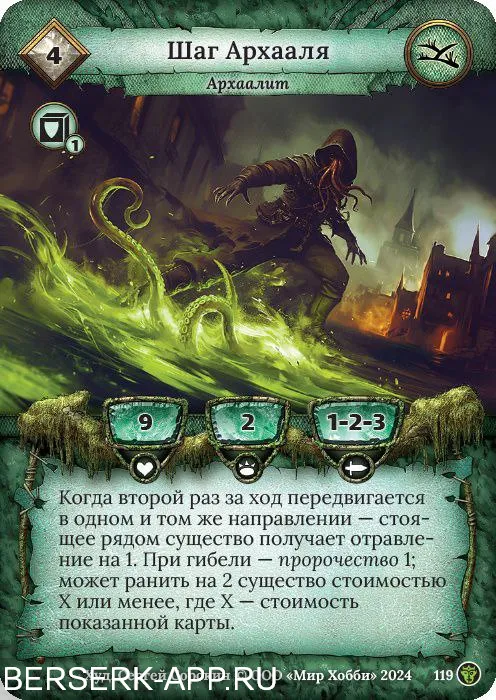 4
Шаг Архааля
Архаалит
1
9
2
1-2-3
Когда второй раз за ход передвигается
в одном и том же направлении — стоя-
щее рядом существо получает отравле-
ние на 1. При гибели — пророчество 1;
может ранить на 2 существо стоимостью
X или менее, где X — стоимость
показанной карты.
«Мир Хобби» 2024 119
BERSERK-APP.RU